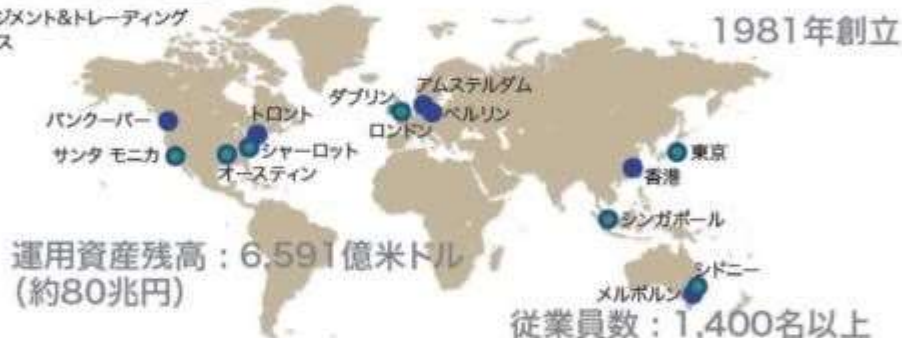 ジメント&トレーディング
ス
1981年創立
アムステルダム
ダブリン
ベルリン
ロンドン
バンクーバー
トロント
サンタ モニカ
シャーロット
オースティン
東京
香港
シンガポール
シドニー
メルボルン
運用資産残高：6,591億米ドル
（約80兆円）
従業員数：1,400名以上